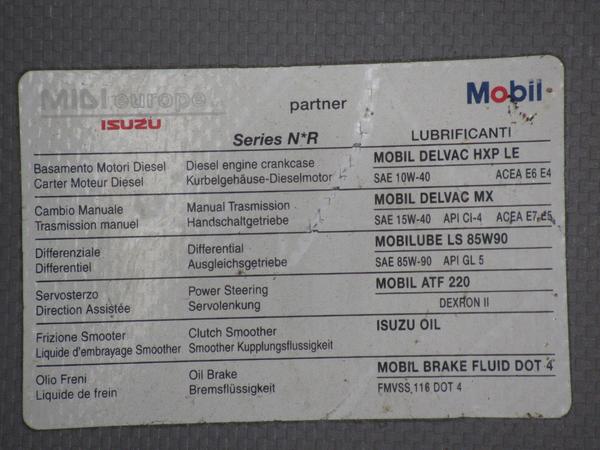 MIDI europe
ISUZU
partner
Mobil
Series N*R
LUBRIFICANTI
Basamento Motori Diesel Diesel engine crankcase MOBIL DELVAC HXP LE
Carter Moteur Diesel Kurbelgehäuse-Dieselmotor SAE 10W-40 ACEA E6 E4
Cambio Manuale Manual Trasmission MOBIL DELVAC MX
Trasmission manuel Handschaltgetriebe SAE 15W-40 API CI-4 ACEA E7 E5
Differenziale Differential MOBILUBE LS 85W90
Differentiel Ausgleichsgetriebe SAE 85W-90 API GL 5
Servosterzo Power Steering MOBIL ATF 220
Direction Assistée Servolenkung DEXRON II
Frizione Smooter Clutch Smoother ISUZU OIL
Liquide d'embrayage Smoother Smoother Kupplungsflussigkeit
Olio Freni Oil Brake MOBIL BRAKE FLUID DOT 4
Liquide de frein Bremsflüssigkeit FMVSS 116 DOT 4